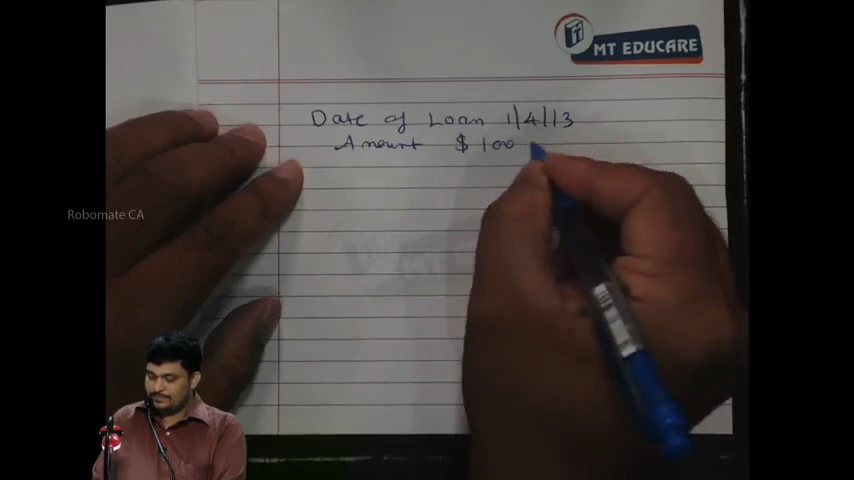 MT EDUCARE
Date of Loan 1/4/13
Amount $100
Robomate CA